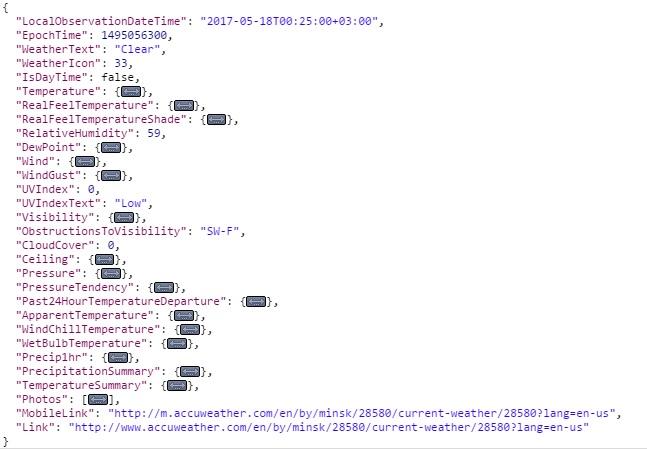 {
"LocalObservationDateTime": "2017-05-18T00:25:00+03:00",
"EpochTime": 1495056300,
"WeatherText": "Clear",
"WeatherIcon": 33,
"IsDayTime": false,
"Temperature": {⟷},
"RealFeelTemperature": {⟷},
"RealFeelTemperatureShade": {⟷},
"RelativeHumidity": 59,
"DewPoint": {⟷},
"Wind": {⟷},
"WindGust": {⟷},
"UVIndex": 0,
"UVIndexText": "Low",
"Visibility": {⟷},
"ObstructionsToVisibility": "SW-F",
"CloudCover": 0,
"Ceiling": {⟷},
"Pressure": {⟷},
"PressureTendency": {⟷},
"Past24HourTemperatureDeparture": {⟷},
"ApparentTemperature": {⟷},
"WindChillTemperature": {⟷},
"WetBulbTemperature": {⟷},
"Precip1hr": {⟷},
"PrecipitationSummary": {⟷},
"TemperatureSummary": {⟷},
"Photos": [⟷],
"MobileLink": "http://m.accuweather.com/en/by/minsk/28580/current-weather/28580?lang=en-us",
"Link": "http://www.accuweather.com/en/by/minsk/28580/current-weather/28580?lang=en-us"
}